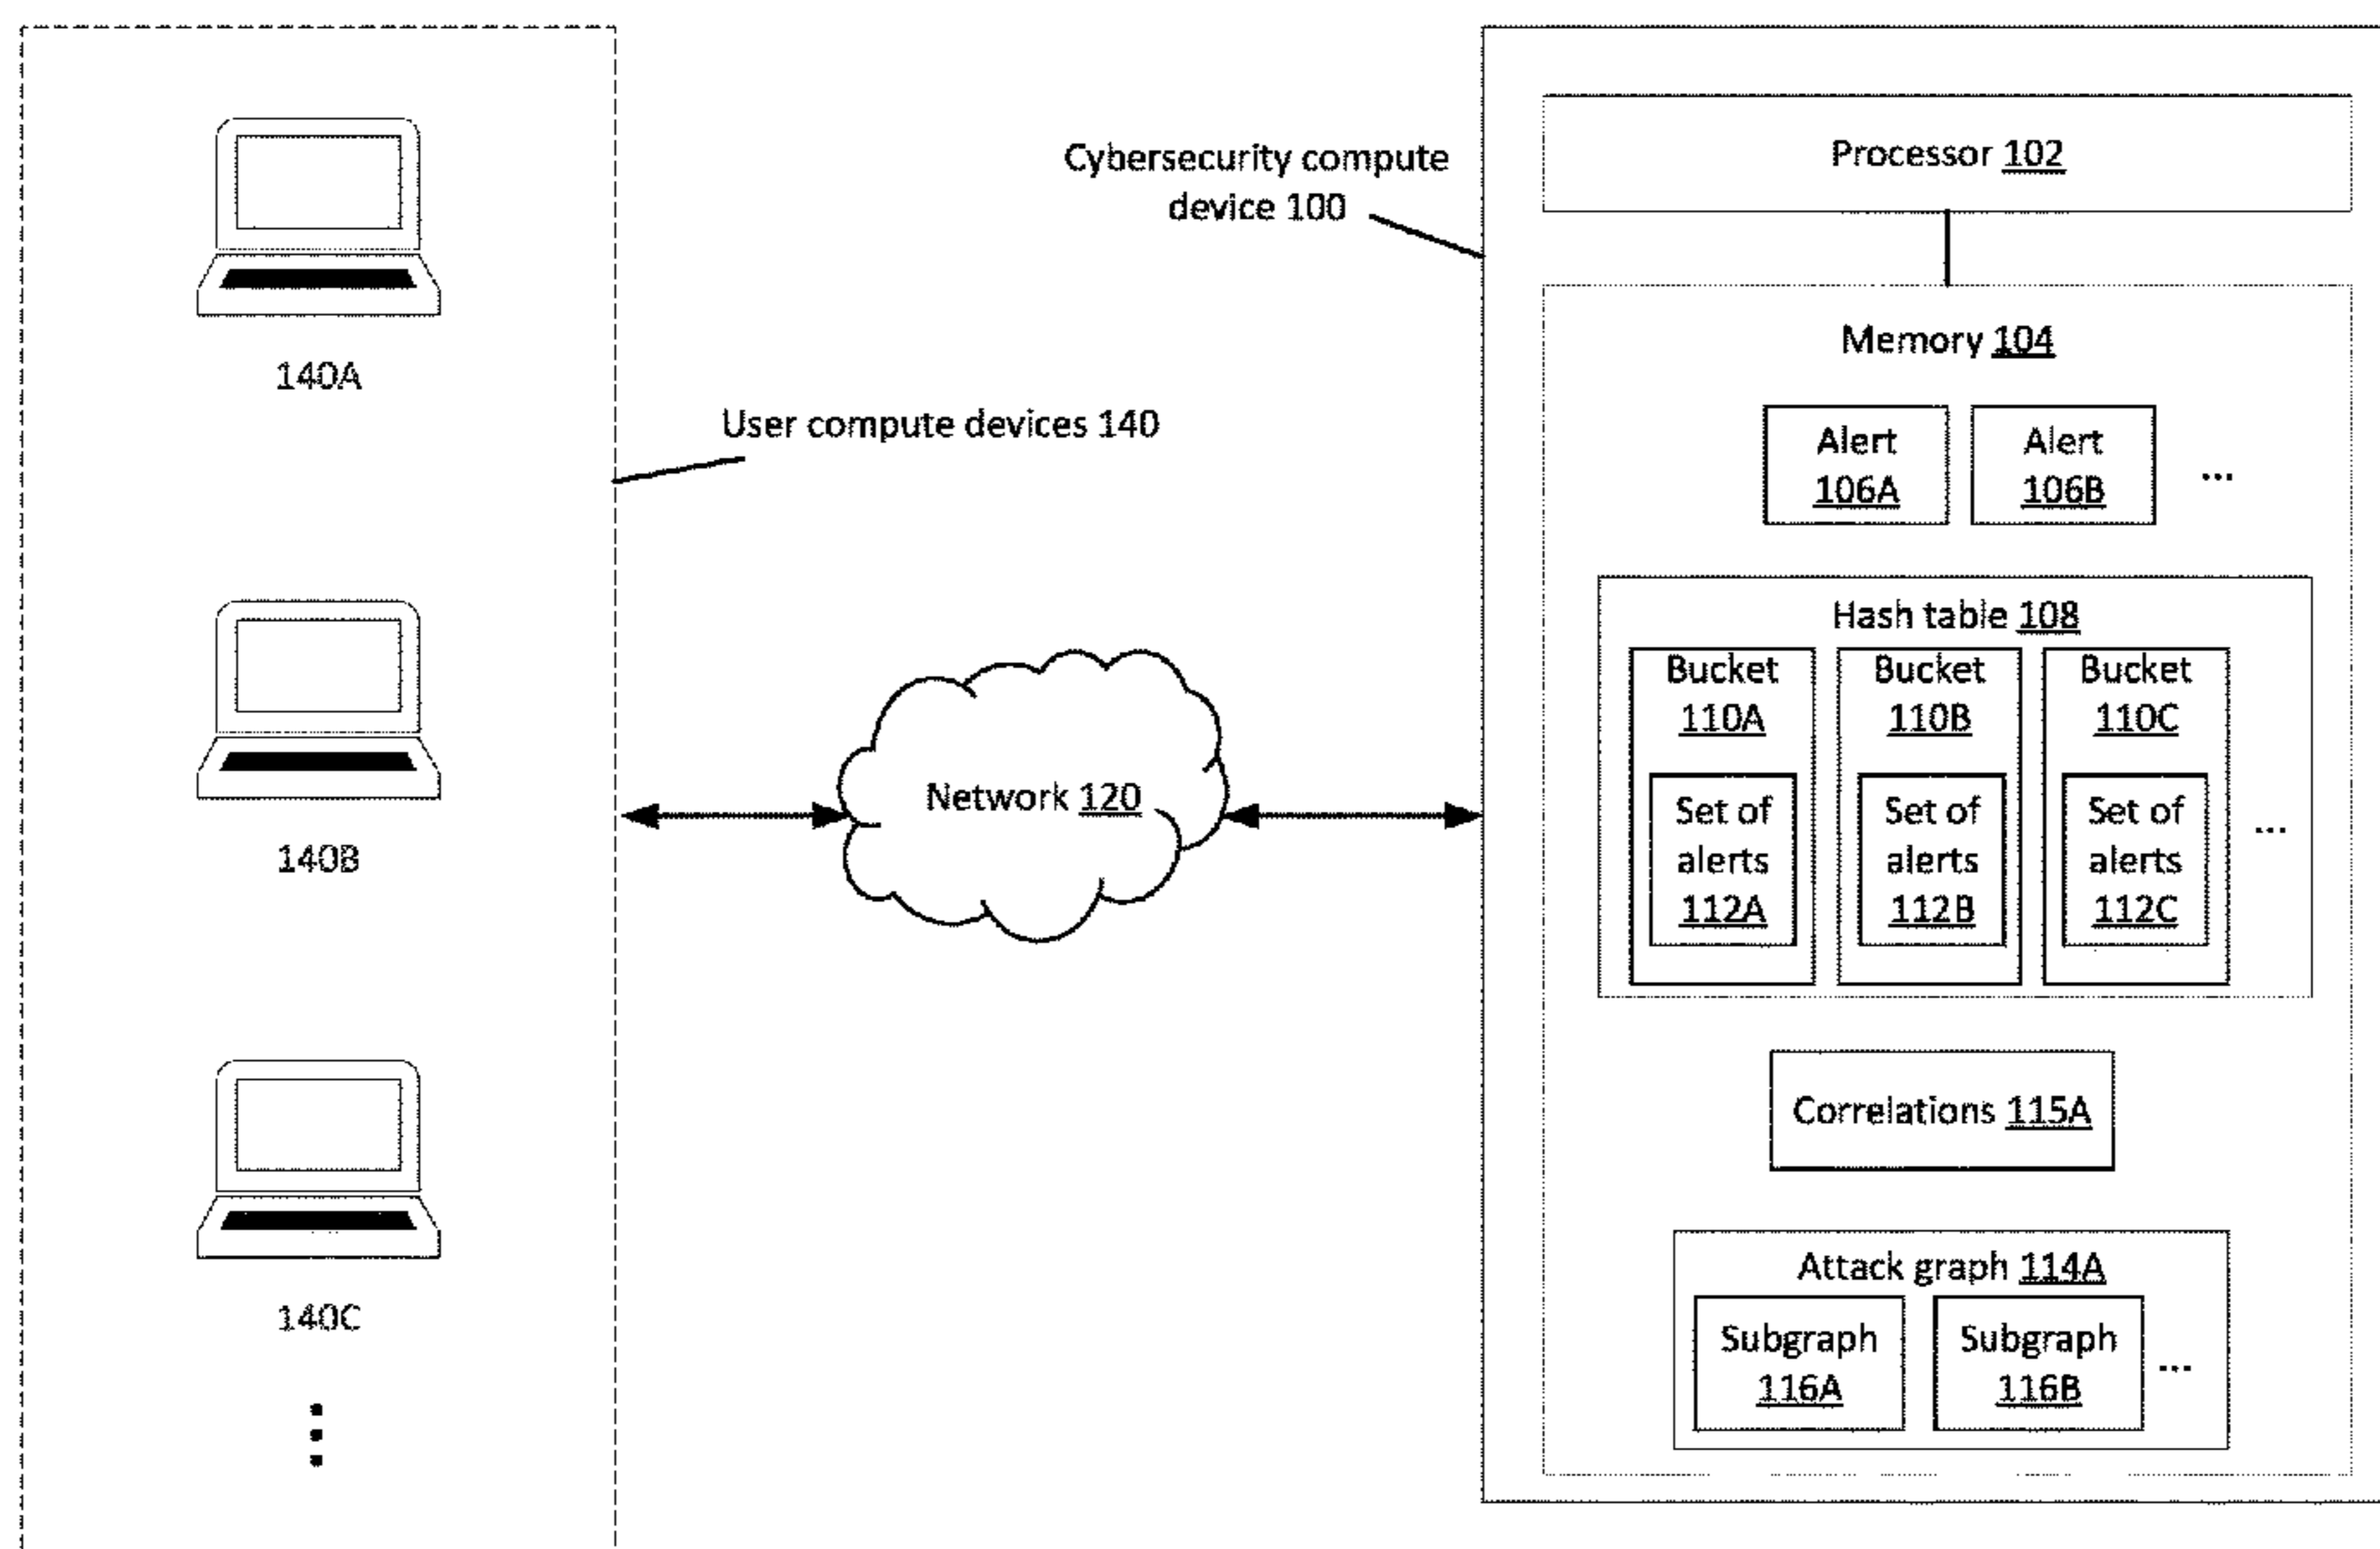 140A
140B
140C
User compute devices 140
Network 120
Cybersecurity compute
device 100
Processor 102
Memory 104
Alert
106A
Alert
106B
...
Hash table 108
Bucket
110A
Set of
alerts
112A
Bucket
110B
Set of
alerts
112B
Bucket
110C
Set of
alerts
112C
...
Correlations 115A
Attack graph 114A
Subgraph
116A
Subgraph
116B
...